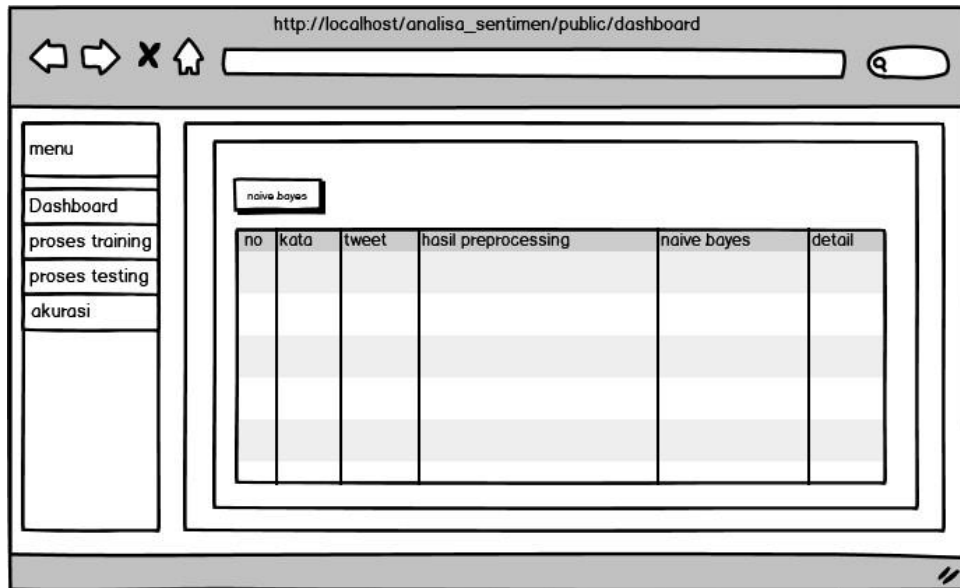 http://localhost/analisa_sentimen/public/dashboard
menu
Dashboard
proses training
proses testing
akurasi
naive bayes
no kata tweet hasil preprocessing naive bayes detail